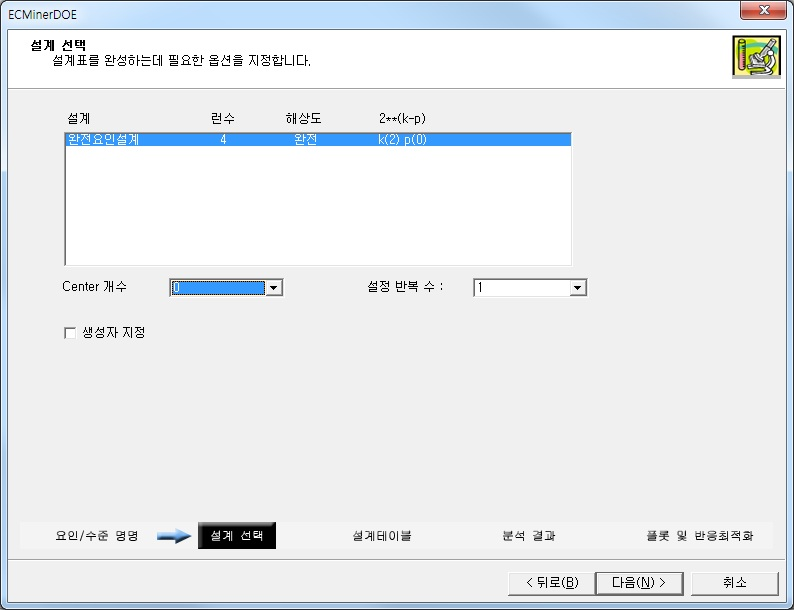 ECMinerDOE
설계 선택
설계표를 완성하는데 필요한 옵션을 지정합니다.
설계 런수 해상도 2**(k-p)
완전요인설계 4 완전 k(2) p(0)
Center 개수 0 설정 반복 수 : 1
생성자 지정
요인/수준 명명 설계 선택 설계테이블 분석 결과 플롯 및 반응최적화
< 뒤로(B) 다음(N) > 취소